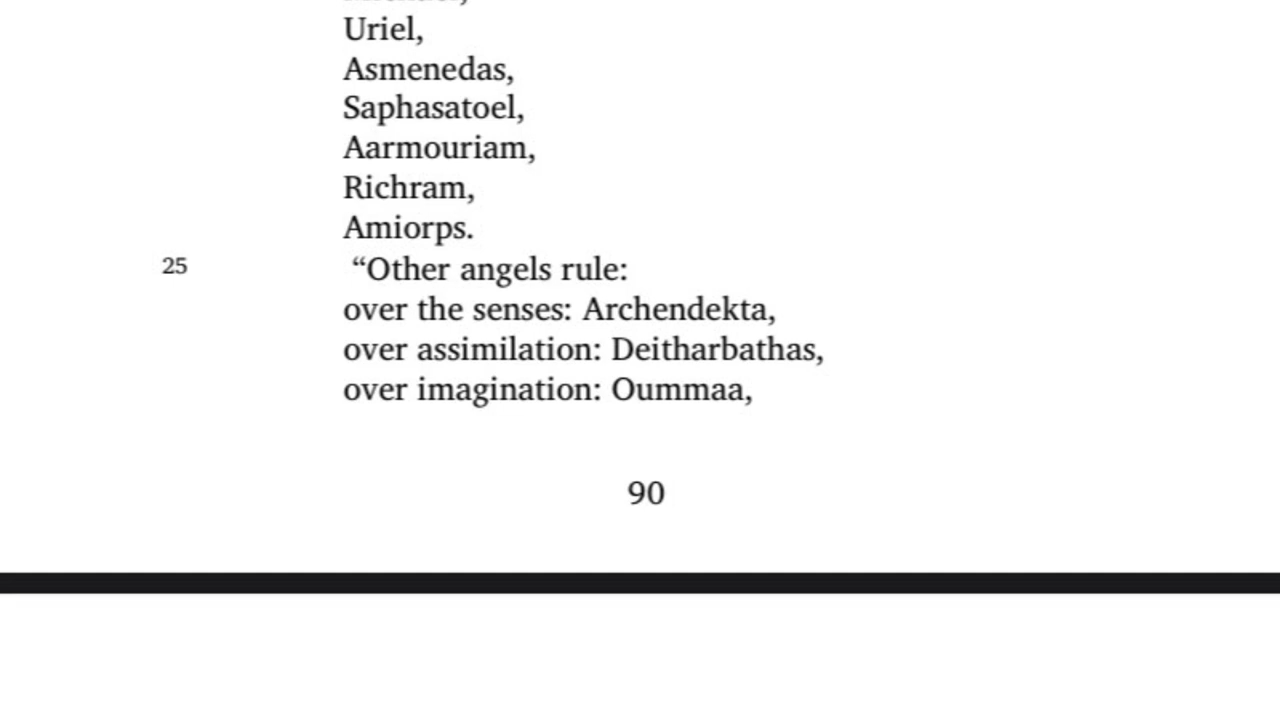 Uriel,
Asmenedas,
Saphasatoel,
Aarmouriam,
Richram,
Amiorps.
25 “Other angels rule:
over the senses: Archendekta,
over assimilation: Deitharbathas,
over imagination: Oummaa,
90